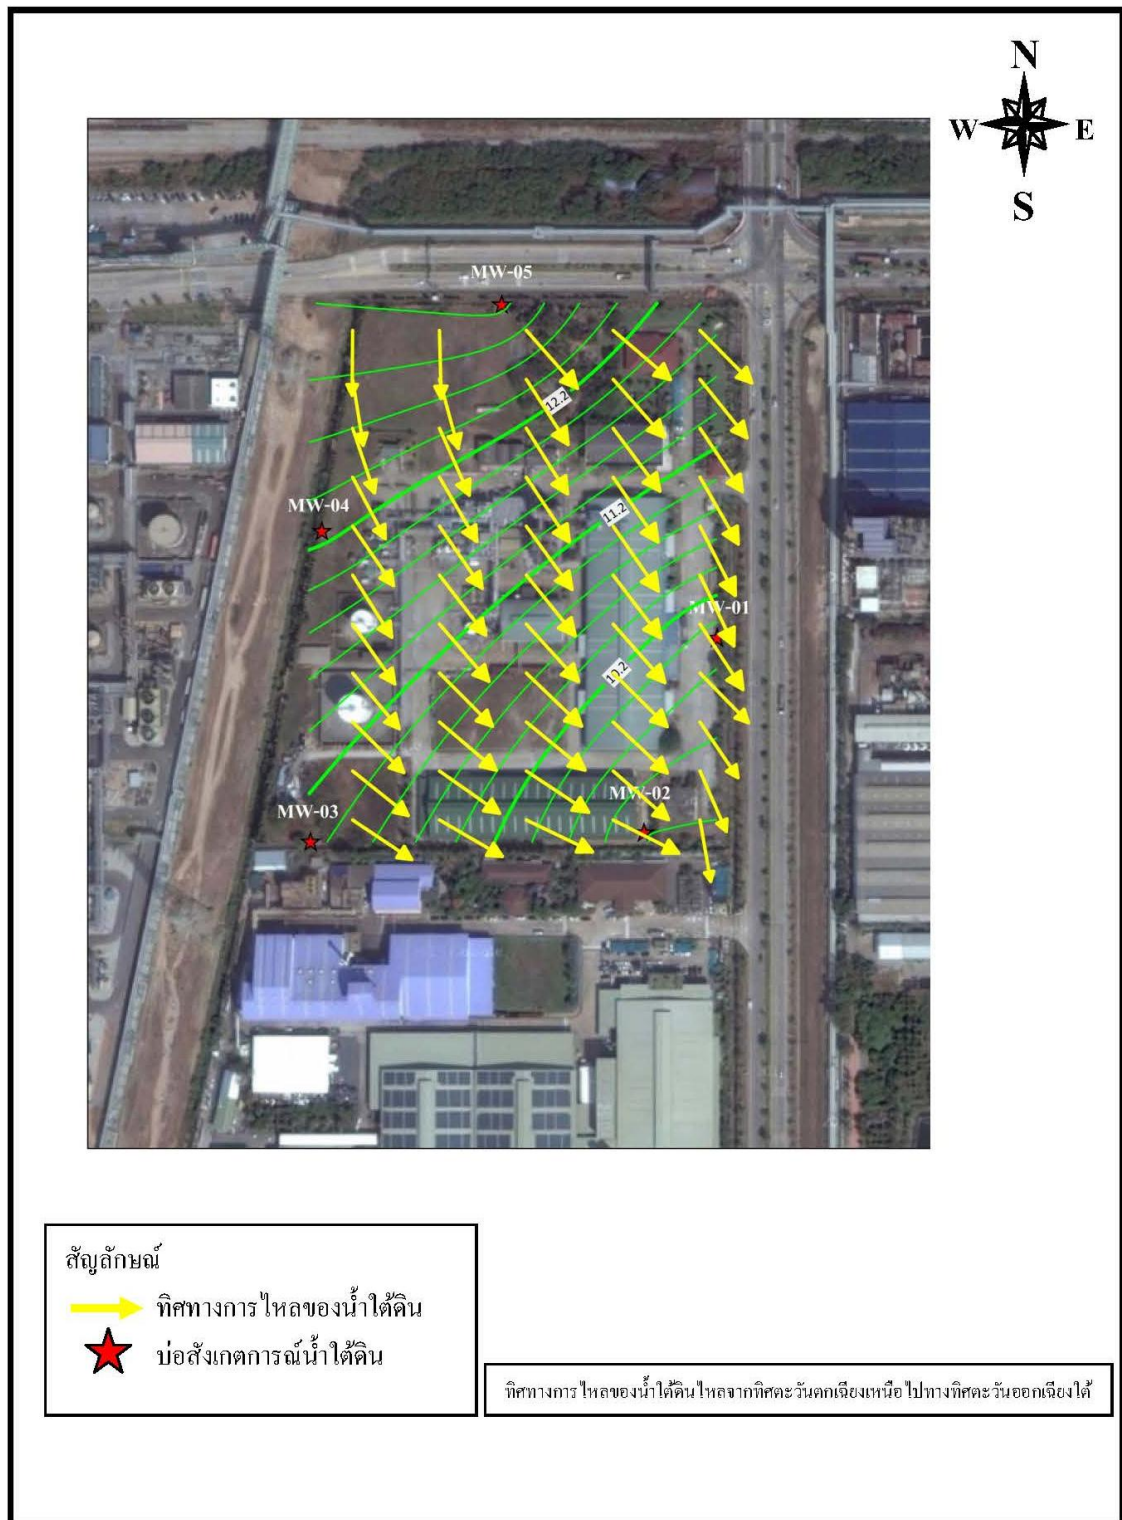 N
W E
S
MW-05
12.2
MW-04
11.2
MW-01
10.2
MW-02
MW-03
สัญลักษณ์
ทิศทางการไหลของน้ำใต้ดิน
บ่อสังเกตการณ์น้ำใต้ดิน
ทิศทางการไหลของน้ำใต้ดินไหลจากทิศตะวันตกเฉียงเหนือไปทางทิศตะวันออกเฉียงใต้